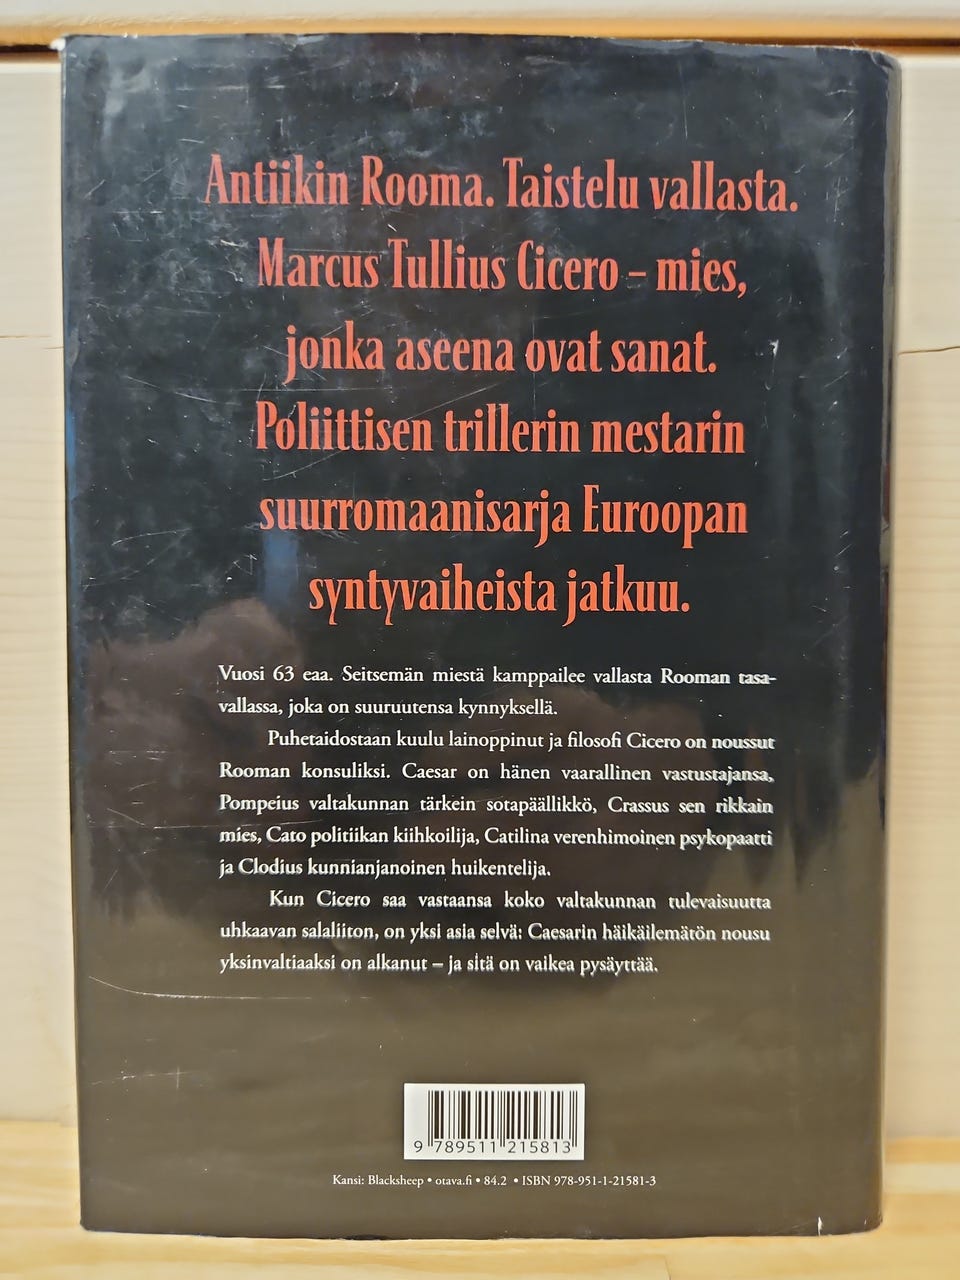 Antiikin Rooma. Taistelu vallasta.
Marcus Tullius Cicero – mies,
jonka aseena ovat sanat.
Poliittisen trillerin mestarin
suurromaanisarja Euroopan
syntyvaiheista jatkuu.
Vuosi 63 eaa. Seitsemän miestä kamppailee vallasta Rooman tasa-
vallassa, joka on suuruutensa kynnyksellä.
Puhetaidostaan kuulu lainoppinut ja filosofi Cicero on noussut
Rooman konsuliksi. Caesar on hänen vaarallinen vastustajansa,
Pompeius valtakunnan tärkein sotapäällikkö, Crassus sen rikkain
mies, Cato politiikan kiihkoilija, Catilina verenhimoinen psykopaatti
ja Clodius kunnianjanoinen huikentelija.
Kun Cicero saa vastaansa koko valtakunnan tulevaisuutta
uhkaavan salaliiton, on yksi asia selvä: Caesarin häikäilemätön nousu
yksinvaltiaaksi on alkanut – ja sitä on vaikea pysäyttää.
9 789511 215813
Kansi: Blacksheep • otava.fi • 84.2 • ISBN 978-951-1-21581-3